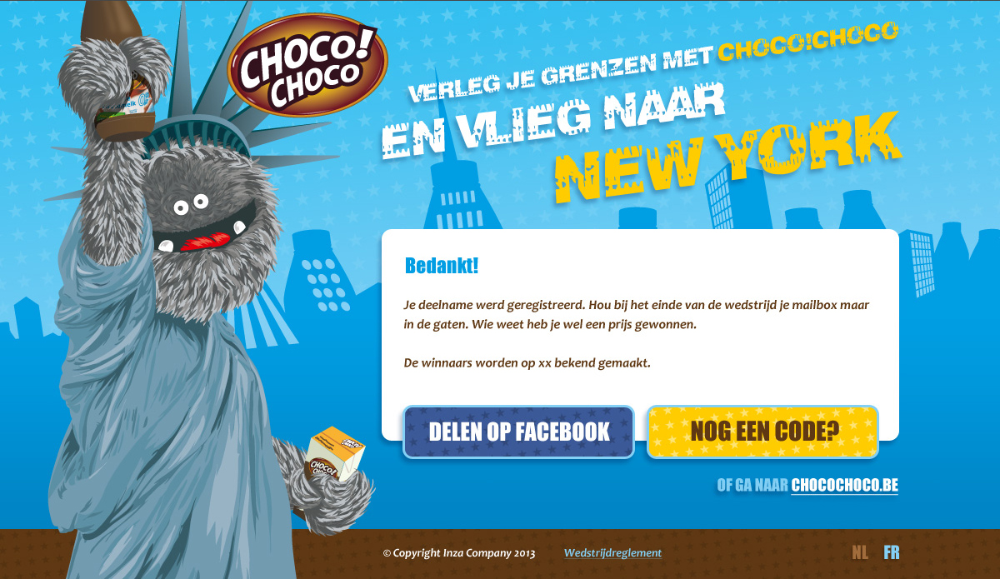 CHOCO!
CHOCO
VERLEG JE GRENZEN MET CHOCO!CHOCO
EN VLIEG NAAR
NEW YORK
Bedankt!
Je deelname werd geregistreerd. Hou bij het einde van de wedstrijd je mailbox maar
in de gaten. Wie weet heb je wel een prijs gewonnen.
De winnaars worden op xx bekend gemaakt.
DELEN OP FACEBOOK
NOG EEN CODE?
CHOCO!
OF GA NAAR CHOCOCHOCO.BE
© Copyright Inza Company 2013
Wedstrijdreglement
NL FR